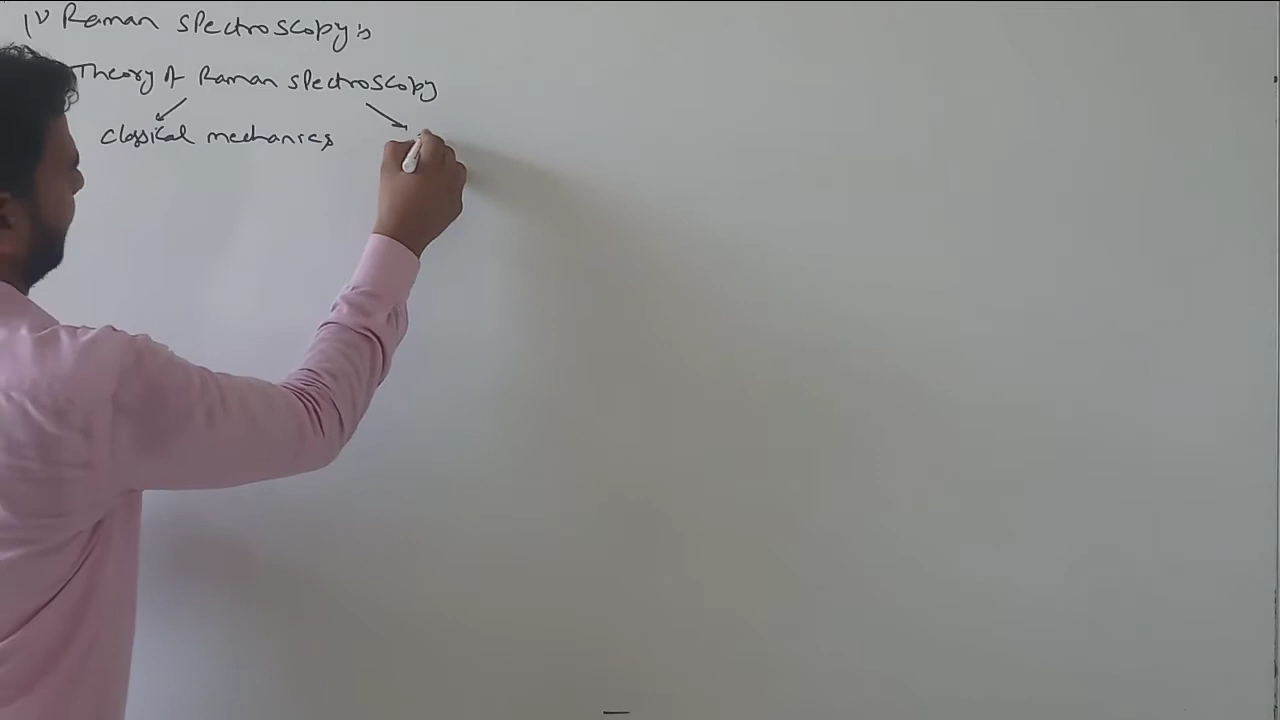 1) Raman spectroscopy:
Theory of Raman spectroscopy
classical mechanics